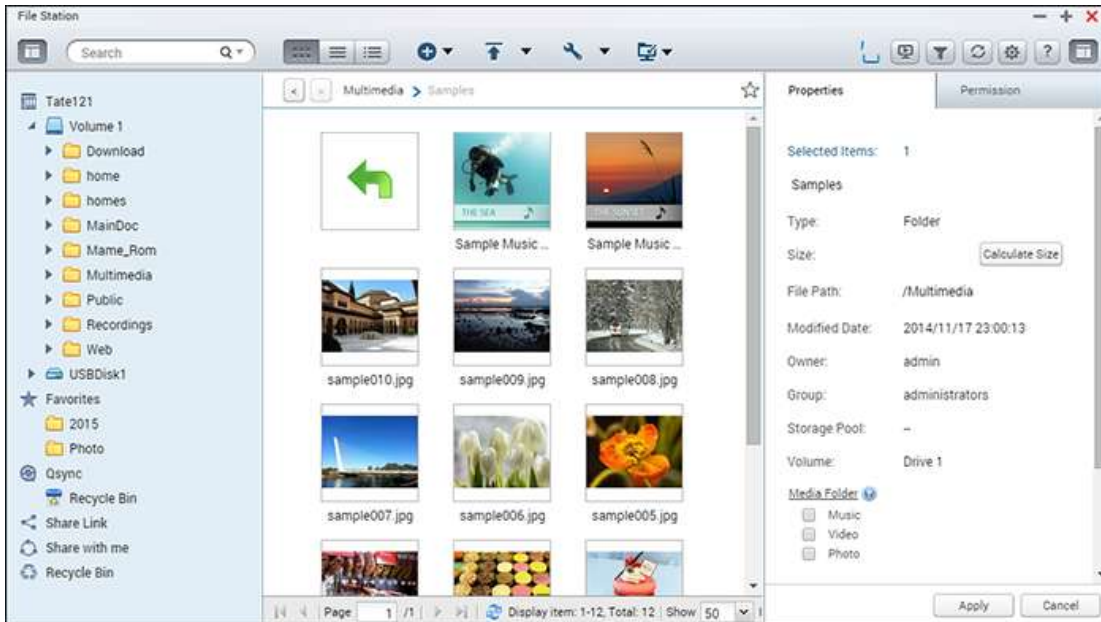 File Station
Search
Tate121
Volume 1
Download
home
homes
MainDoc
Mame_Rom
Multimedia
Public
Recordings
Web
USBDisk1
Favorites
2015
Photo
Qsync
Recycle Bin
Share Link
Share with me
Recycle Bin
Multimedia > Samples
THE SEA
Sample Music ... Sample Music ...
sample010.jpg sample009.jpg sample008.jpg
sample007.jpg sample006.jpg sample005.jpg
Page 1 /1 Display item: 1-12, Total: 12 Show 50
Properties Permission
Selected Items: 1
Samples
Type: Folder
Size: Calculate Size
File Path: /Multimedia
Modified Date: 2014/11/17 23:00:13
Owner: admin
Group: administrators
Storage Pool: --
Volume: Drive 1
Media Folder
Music
Video
Photo
Apply Cancel